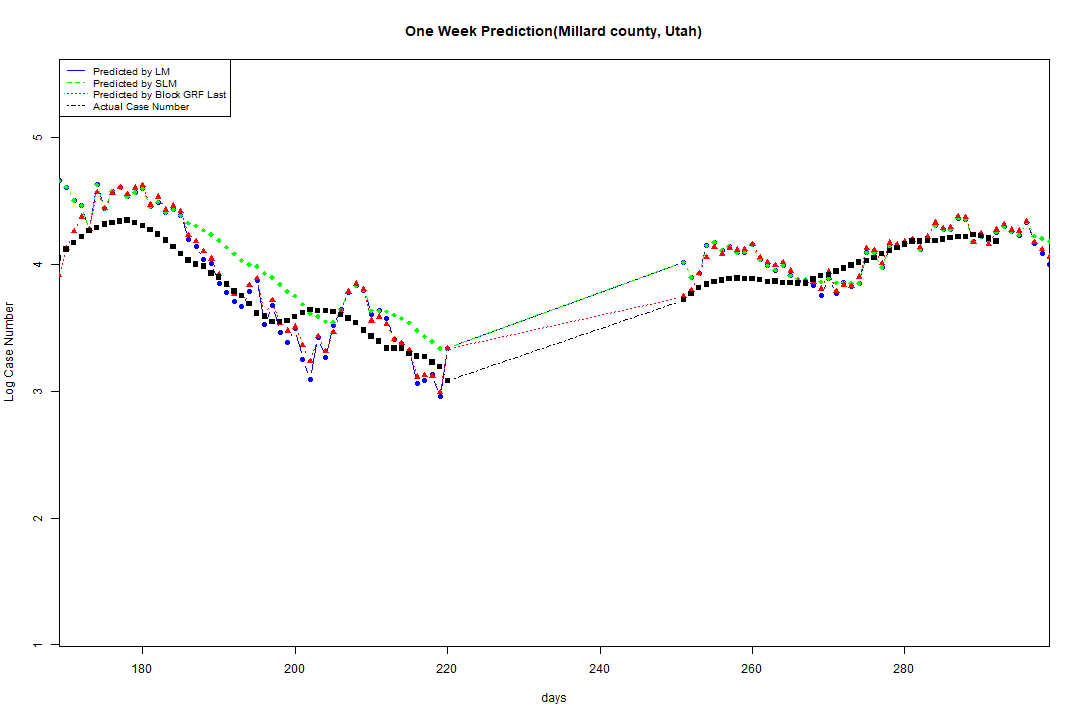 One Week Prediction(Millard county, Utah)
Predicted by LM
Predicted by SLM
Predicted by Block GRF Last
Actual Case Number
5
4
3
2
1
Log Case Number
180 200 220 240 260 280
days